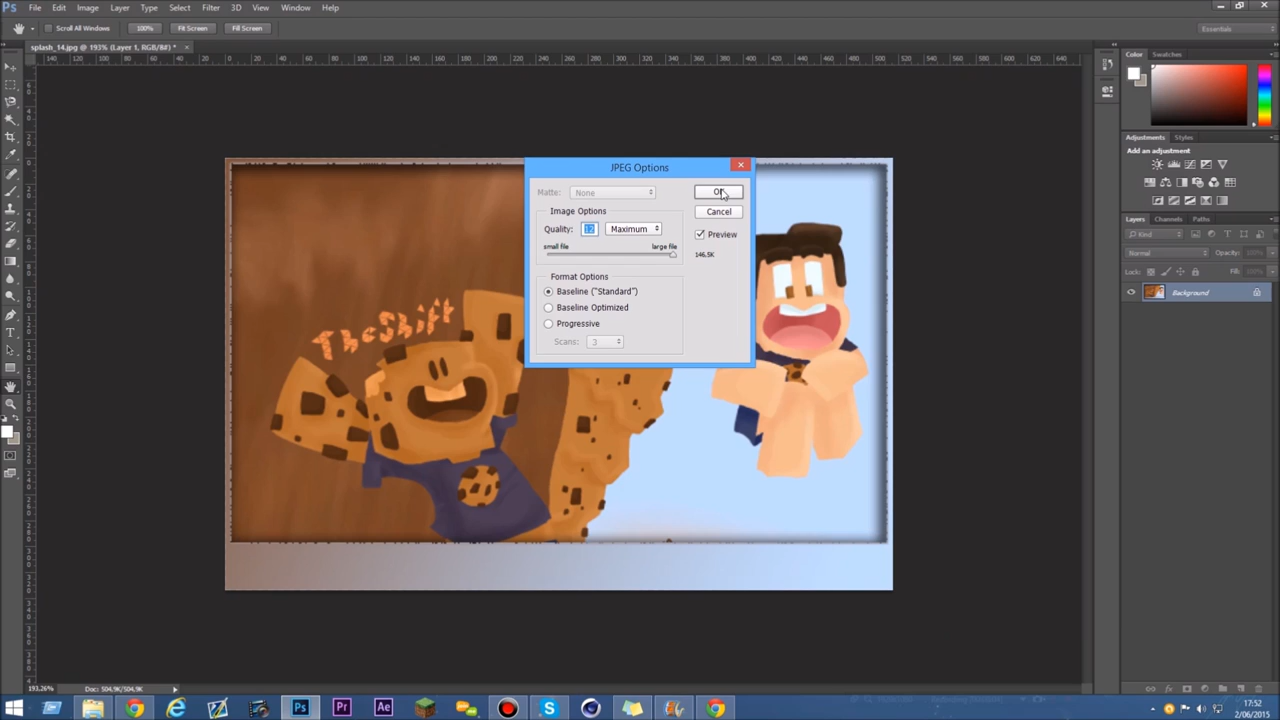 Ps File Edit Image Layer Type Select Filter 3D View Window Help
Scroll All Windows 100% Fit Screen Fill Screen Essentials
splash_14.jpg @ 193% (Layer 1, RGB/8#) * ×
Color Swatches
Adjustments Styles
Add an adjustment
Layers Channels Paths
Kind
Normal Opacity:
Lock: Fill:
Background
JPEG Options
Matte: None
OK
Image Options
Cancel
Quality: 12 Maximum
Preview
small file large file
146.5K
Format Options
Baseline ("Standard")
Baseline Optimized
Progressive
Scans: 3
TheShift
193.26% Doc: 504.9K/504.9K
Ps Pr Ae
17:52
2/06/2015